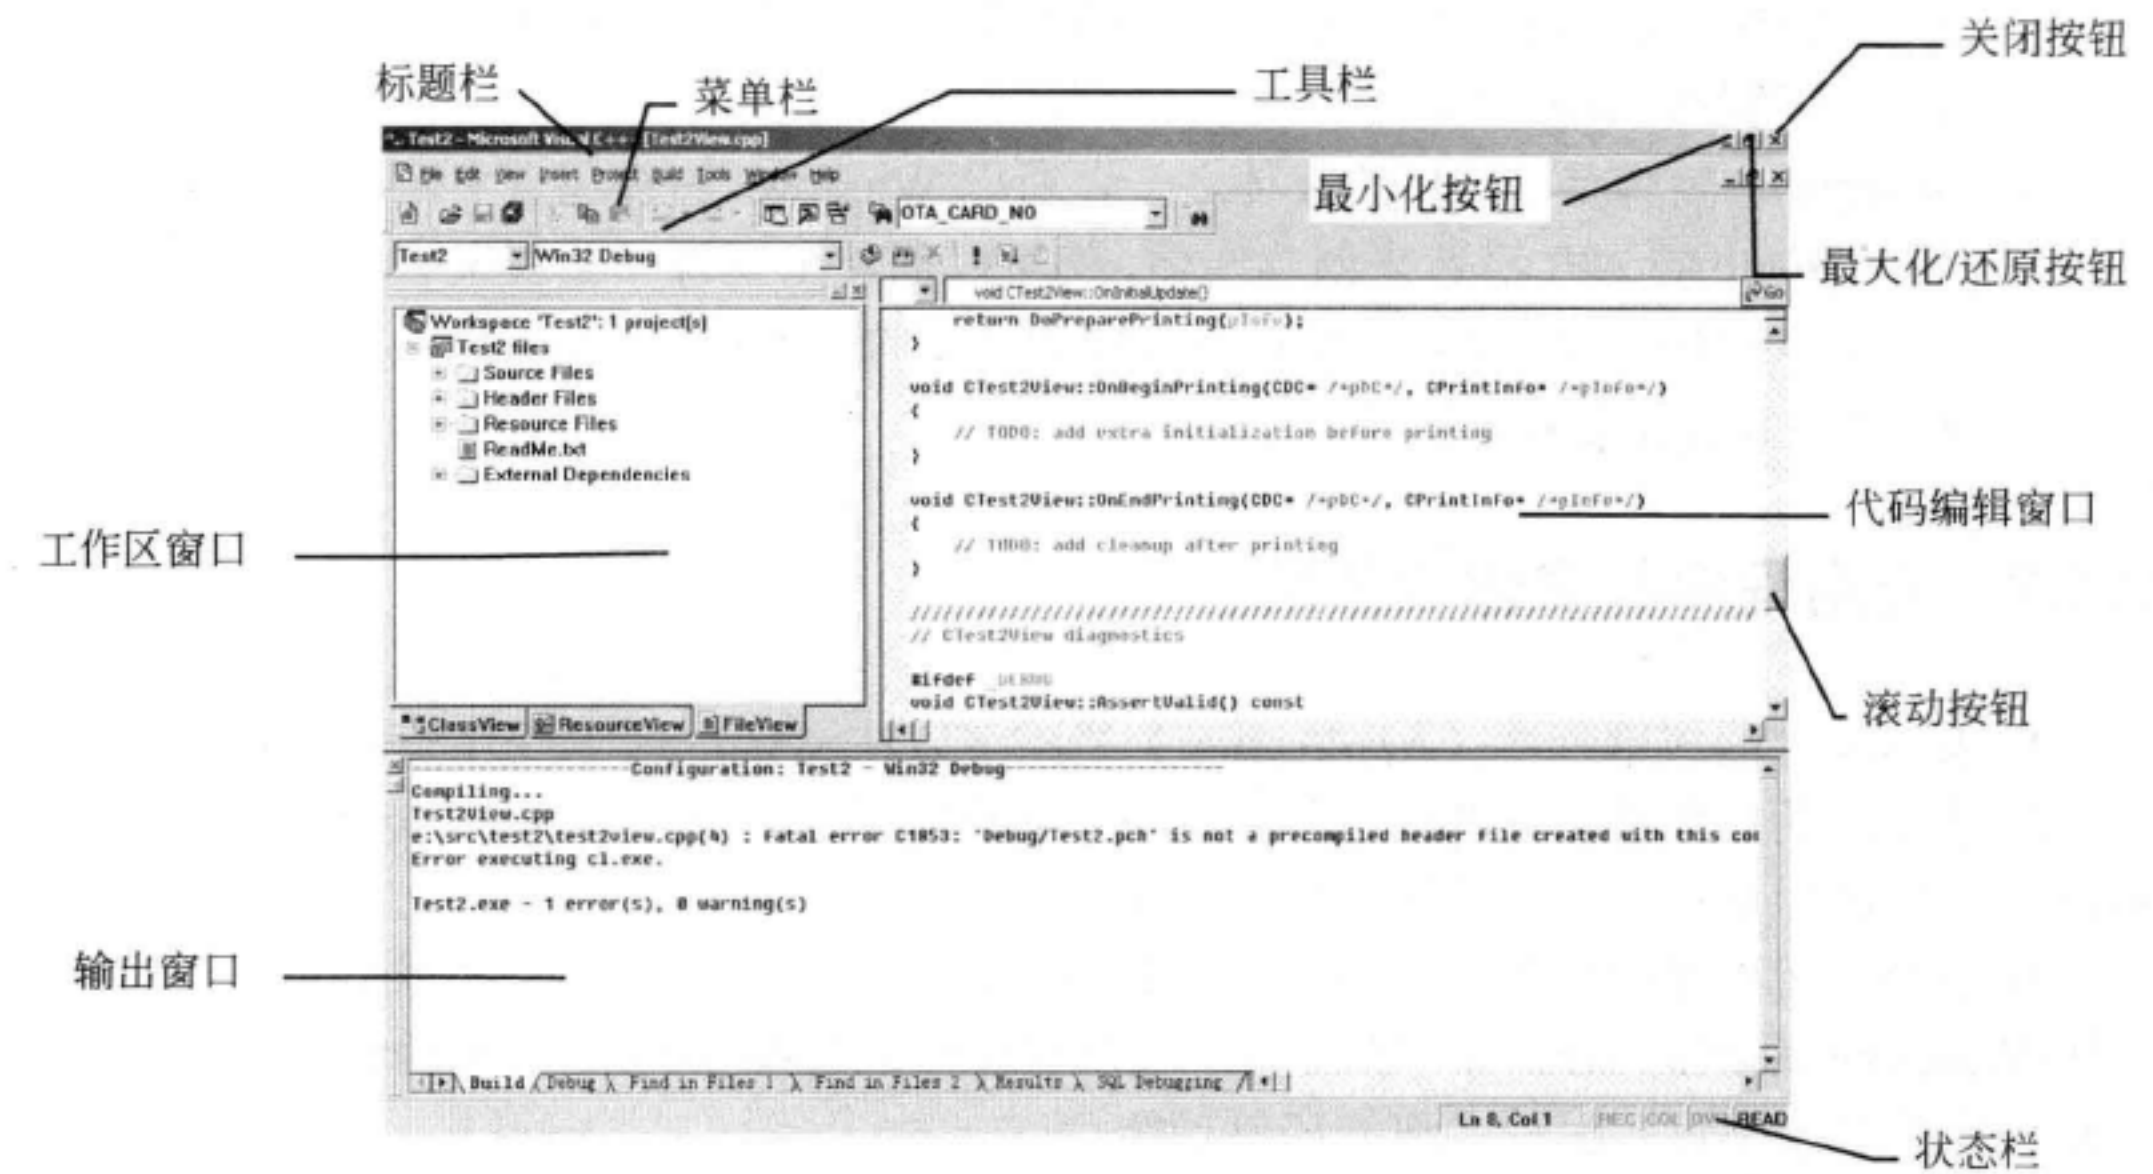 关闭按钮
标题栏
菜单栏
工具栏
Test2 - Microsoft Visual C++ - [Test2View.cpp]
File Edit View Insert Project Build Tools Window Help
最小化按钮
OTA_CARD_NO
Test2 Win32 Debug
最大化/还原按钮
void CTest2View::OnInitialUpdate()
Go
Workspace 'Test2': 1 project(s)
Test2 files
Source Files
Header Files
Resource Files
ReadMe.txt
External Dependencies
ClassView ResourceView FileView
工作区窗口
return DoPreparePrinting(pInfo);
}
void CTest2View::OnBeginPrinting(CDC* /*pDC*/, CPrintInfo* /*pInfo*/)
{
// TODO: add extra initialization before printing
}
void CTest2View::OnEndPrinting(CDC* /*pDC*/, CPrintInfo* /*pInfo*/)
{
// TODO: add cleanup after printing
}
/////////////////////////////////////////////////////////////////////////////
// CTest2View diagnostics
#ifdef _DEBUG
void CTest2View::AssertValid() const
代码编辑窗口
滚动按钮
--------------------Configuration: Test2 - Win32 Debug--------------------
Compiling...
Test2View.cpp
e:\src\test2\test2view.cpp(4) : fatal error C1853: 'Debug/Test2.pch' is not a precompiled header file created with this co
Error executing cl.exe.
Test2.exe - 1 error(s), 0 warning(s)
输出窗口
Build Debug Find in Files 1 Find in Files 2 Results SQL Debugging
Ln 8, Col 1 REC COL OVR READ
状态栏